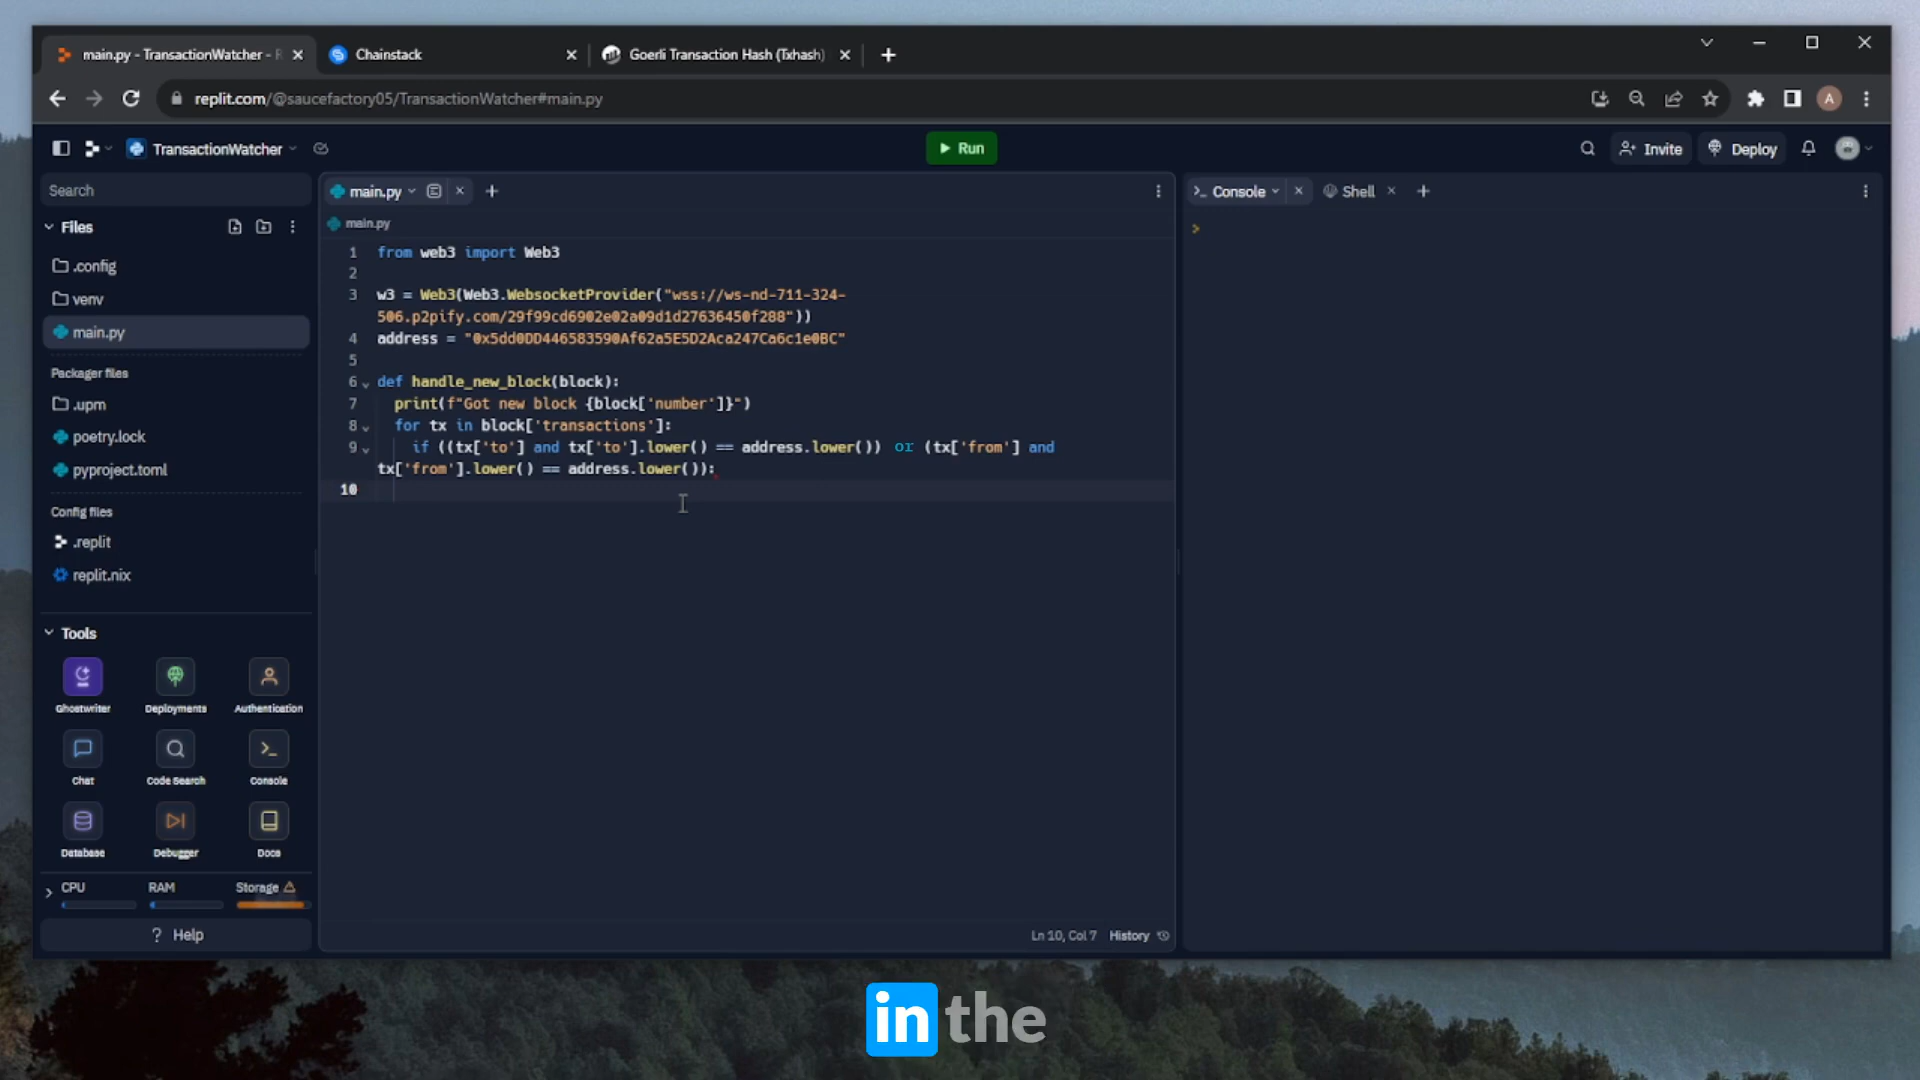 main.py - TransactionWatcher - R
Chainstack
Goerli Transaction Hash (Txhash)
replit.com/@saucefactory05/TransactionWatcher#main.py
A
TransactionWatcher
Run
Invite
Deploy
Search
Files
.config
venv
main.py
Packager files
.upm
poetry.lock
pyproject.toml
Config files
.replit
replit.nix
Tools
Ghostwriter
Deployments
Authentication
Chat
Code Search
Console
Database
Debugger
Docs
CPU
RAM
Storage
? Help
main.py
main.py
1 from web3 import Web3
2
3 w3 = Web3(Web3.WebsocketProvider("wss://ws-nd-711-324-
506.p2pify.com/29f99cd6902e02a09d1d27636450f288"))
4 address = "0x5dd0DD446583590Af62a5E5D2Aca247Ca6c1e0BC"
5
6 def handle_new_block(block):
7 print(f"Got new block {block['number']}")
8 for tx in block['transactions']:
9 if ((tx['to'] and tx['to'].lower() == address.lower()) or (tx['from'] and
tx['from'].lower() == address.lower()):
10
Ln 10, Col 7 History
Console
Shell
>
in the